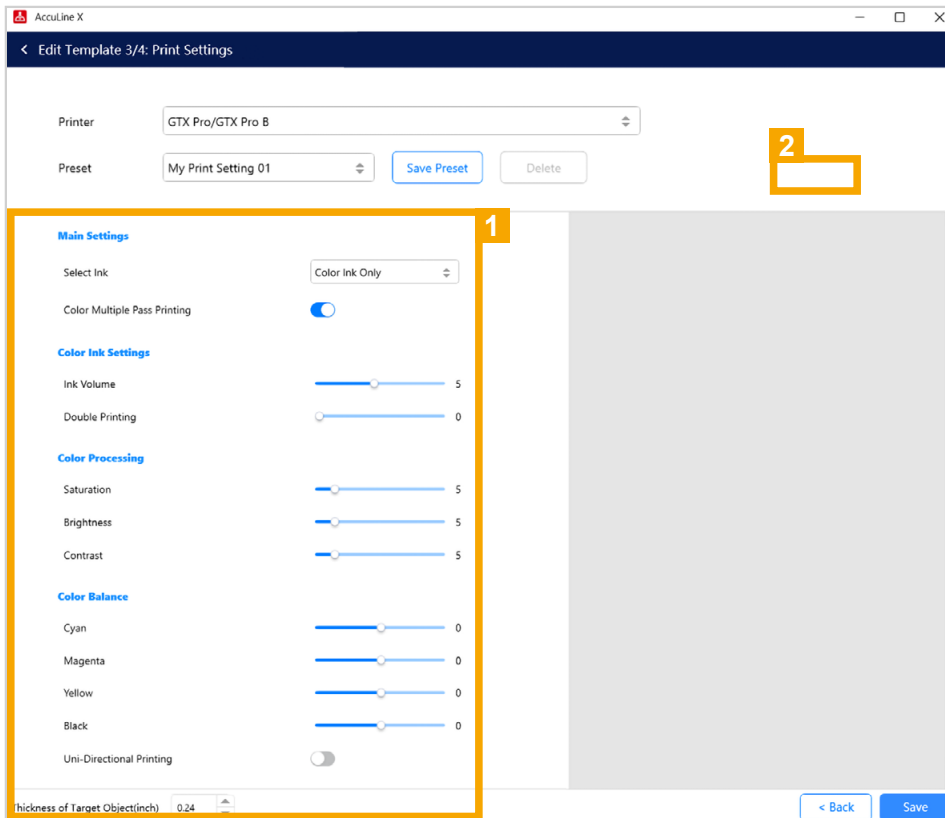 AccuLine X
< Edit Template 3/4: Print Settings
Printer GTX Pro/GTX Pro B
2
Preset My Print Setting 01 Save Preset Delete
1
Main Settings
Select Ink Color Ink Only
Color Multiple Pass Printing
Color Ink Settings
Ink Volume 5
Double Printing 0
Color Processing
Saturation 5
Brightness 5
Contrast 5
Color Balance
Cyan 0
Magenta 0
Yellow 0
Black 0
Uni-Directional Printing
Thickness of Target Object(inch) 0.24 < Back Save